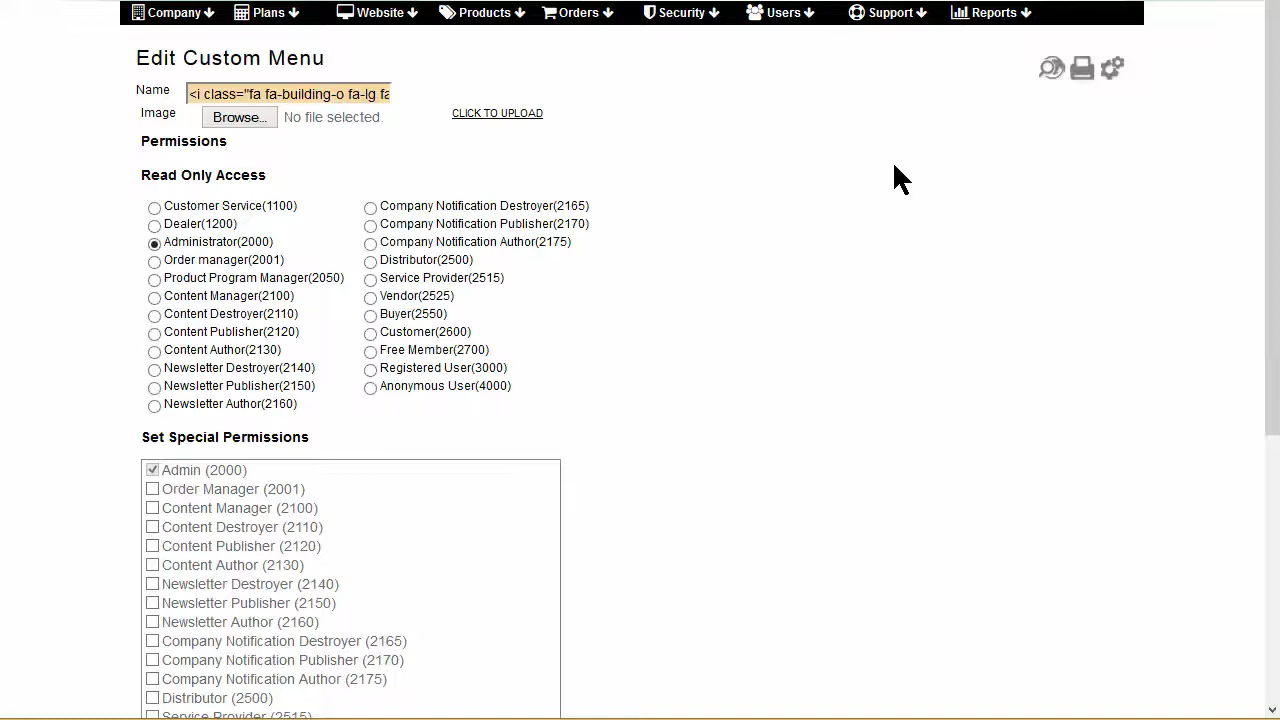 Company Plans Website Products Orders Security Users Support Reports
Edit Custom Menu
Name <i class="fa fa-building-o fa-lg fa
Image Browse... No file selected. CLICK TO UPLOAD
Permissions
Read Only Access
Customer Service(1100)
Dealer(1200)
Administrator(2000)
Order manager(2001)
Product Program Manager(2050)
Content Manager(2100)
Content Destroyer(2110)
Content Publisher(2120)
Content Author(2130)
Newsletter Destroyer(2140)
Newsletter Publisher(2150)
Newsletter Author(2160)
Company Notification Destroyer(2165)
Company Notification Publisher(2170)
Company Notification Author(2175)
Distributor(2500)
Service Provider(2515)
Vendor(2525)
Buyer(2550)
Customer(2600)
Free Member(2700)
Registered User(3000)
Anonymous User(4000)
Set Special Permissions
Admin (2000)
Order Manager (2001)
Content Manager (2100)
Content Destroyer (2110)
Content Publisher (2120)
Content Author (2130)
Newsletter Destroyer (2140)
Newsletter Publisher (2150)
Newsletter Author (2160)
Company Notification Destroyer (2165)
Company Notification Publisher (2170)
Company Notification Author (2175)
Distributor (2500)
Service Provider (2515)